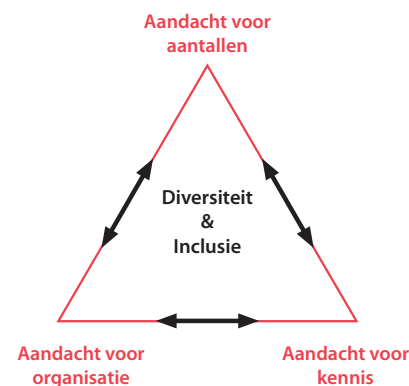 Aandacht voor
aantallen
Diversiteit
&
Inclusie
Aandacht voor
organisatie
Aandacht voor
kennis